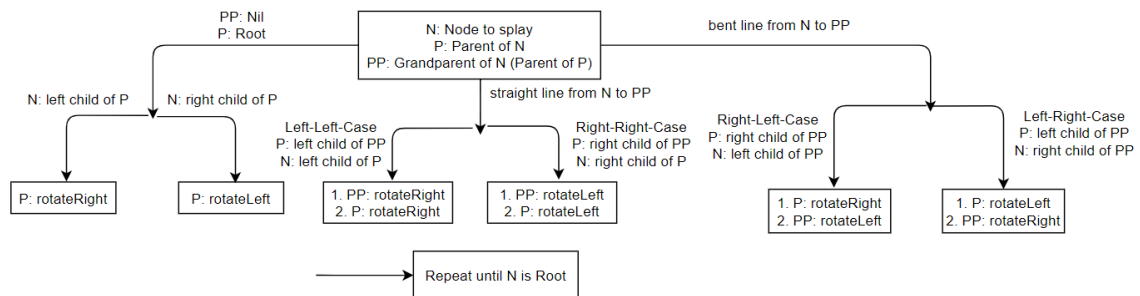 PP: Nil
P: Root
N: Node to splay
P: Parent of N
PP: Grandparent of N (Parent of P)
bent line from N to PP
N: left child of P
N: right child of P
straight line from N to PP
Left-Left-Case
P: left child of PP
N: left child of P
Right-Right-Case
P: right child of PP
N: right child of P
Right-Left-Case
P: right child of PP
N: left child of PP
Left-Right-Case
P: left child of PP
N: right child of PP
P: rotateRight
P: rotateLeft
1. PP: rotateRight
2. P: rotateRight
1. PP: rotateLeft
2. P: rotateLeft
1. P: rotateRight
2. PP: rotateLeft
1. P: rotateLeft
2. PP: rotateRight
Repeat until N is Root